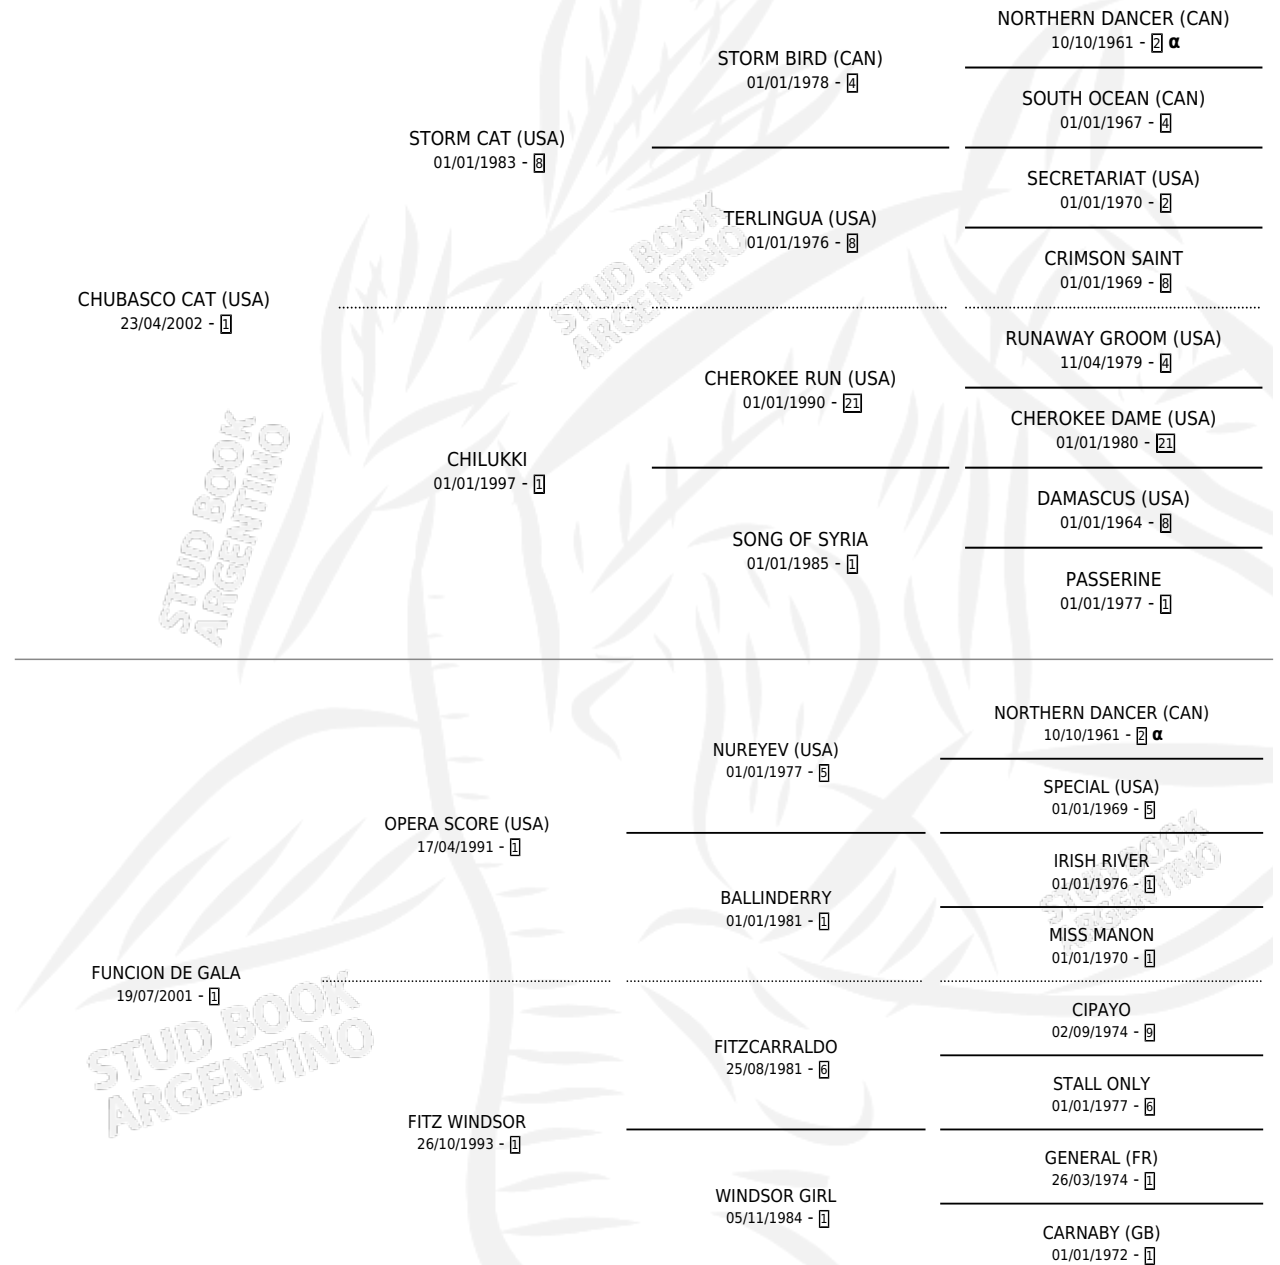 NORTHERN DANCER (CAN)
10/10/1961 - 2 α
STORM BIRD (CAN)
01/01/1978 - 4
SOUTH OCEAN (CAN)
01/01/1967 - 4
STORM CAT (USA)
01/01/1983 - 8
SECRETARIAT (USA)
01/01/1970 - 2
TERLINGUA (USA)
01/01/1976 - 8
CRIMSON SAINT
01/01/1969 - 8
STUD BOOK
ARGENTINO
CHUBASCO CAT (USA)
23/04/2002 - 1
RUNAWAY GROOM (USA)
11/04/1979 - 4
CHEROKEE RUN (USA)
01/01/1990 - 21
CHEROKEE DAME (USA)
01/01/1980 - 21
CHILUKKI
01/01/1997 - 1
DAMASCUS (USA)
01/01/1964 - 8
SONG OF SYRIA
01/01/1985 - 1
PASSERINE
01/01/1977 - 1
STUD BOOK
ARGENTINO
NORTHERN DANCER (CAN)
10/10/1961 - 2 α
NUREYEV (USA)
01/01/1977 - 5
SPECIAL (USA)
01/01/1969 - 5
OPERA SCORE (USA)
17/04/1991 - 1
IRISH RIVER
01/01/1976 - 1
BALLINDERRY
01/01/1981 - 1
MISS MANON
01/01/1970 - 1
STUD BOOK
ARGENTINO
FUNCION DE GALA
19/07/2001 - 1
CIPAYO
02/09/1974 - 9
FITZCARRALDO
25/08/1981 - 6
STALL ONLY
01/01/1977 - 6
STUD BOOK
ARGENTINO
FITZ WINDSOR
26/10/1993 - 1
GENERAL (FR)
26/03/1974 - 1
WINDSOR GIRL
05/11/1984 - 1
CARNABY (GB)
01/01/1972 - 1